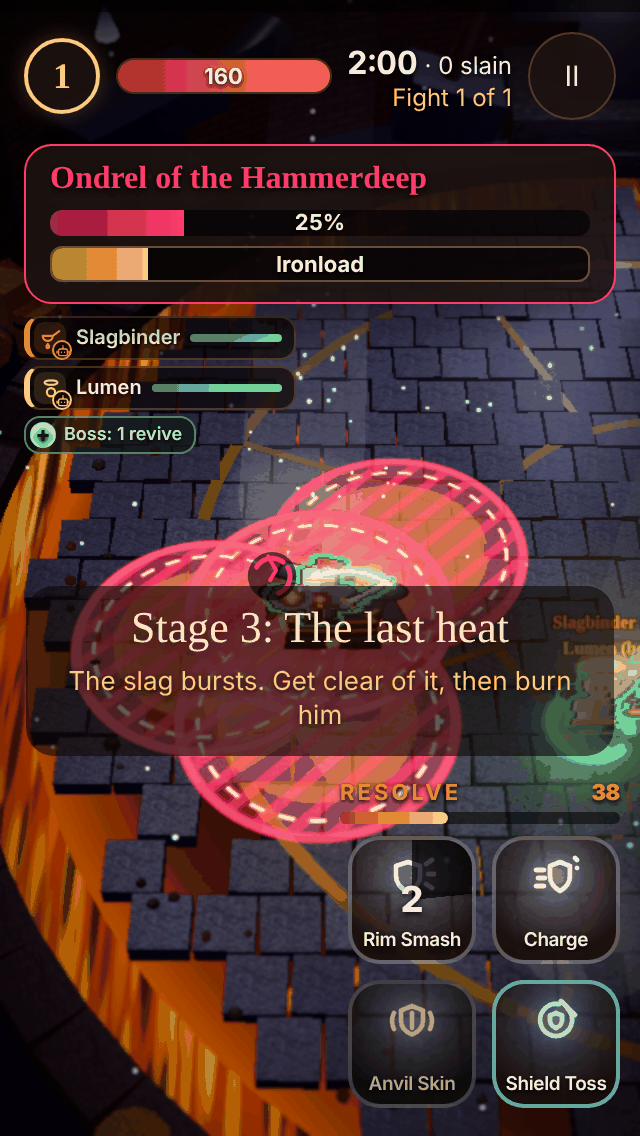 1
160
2:00 · 0 slain
Fight 1 of 1
Ondrel of the Hammerdeep
25%
Ironload
Slagbinder
Lumen
Boss: 1 revive
Stage 3: The last heat
The slag bursts. Get clear of it, then burn
him
Slagbinder
Lumen
RESOLVE 38
2
Rim Smash
Charge
Anvil Skin
Shield Toss